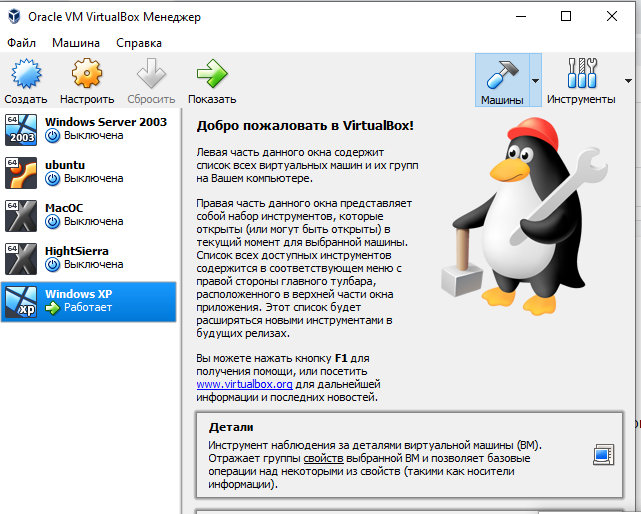 Oracle VM VirtualBox Менеджер
Файл Машина Справка
Создать Настроить Сбросить Показать Машины Инструменты
64 2003 Windows Server 2003
Выключена
64 ubuntu
Выключена
64 MacOC
Выключена
64 HightSierra
Выключена
xp Windows XP
Работает
Добро пожаловать в VirtualBox!
Левая часть данного окна содержит
список всех виртуальных машин и их групп
на Вашем компьютере.
Правая часть данного окна представляет
собой набор инструментов, которые
открыты (или могут быть открыты) в
текущий момент для выбранной машины.
Список всех доступных инструментов
содержится в соответствующем меню с
правой стороны главного тулбара,
расположенного в верхней части окна
приложения. Этот список будет
расширяться новыми инструментами в
будущих релизах.
Вы можете нажать кнопку F1 для
получения помощи, или посетить
www.virtualbox.org для дальнейшей
информации и последних новостей.
Детали
Инструмент наблюдения за деталями виртуальной машины (ВМ).
Отражает группы свойств выбранной ВМ и позволяет базовые
операции над некоторыми из свойств (такими как носители
информации).